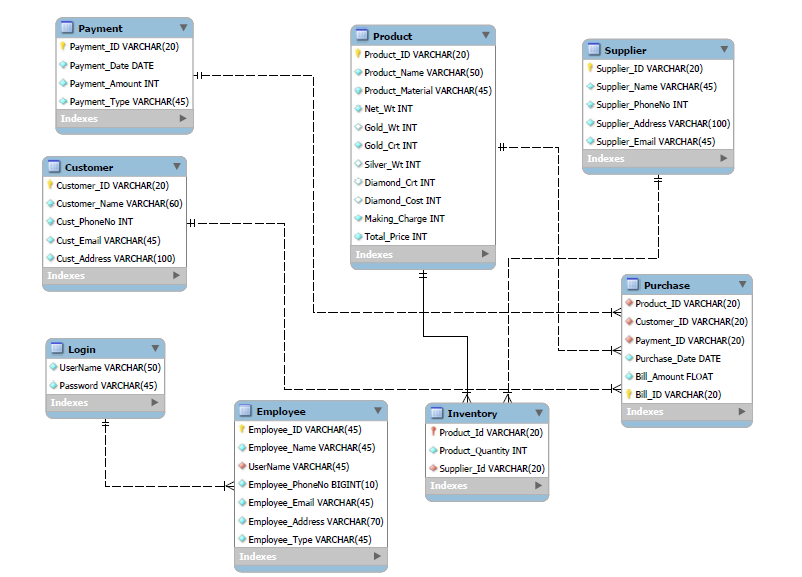 Payment
Payment_ID VARCHAR(20)
Payment_Date DATE
Payment_Amount INT
Payment_Type VARCHAR(45)
Indexes
Product
Product_ID VARCHAR(20)
Product_Name VARCHAR(50)
Product_Material VARCHAR(45)
Net_Wt INT
Gold_Wt INT
Gold_Crt INT
Silver_Wt INT
Diamond_Crt INT
Diamond_Cost INT
Making_Charge INT
Total_Price INT
Indexes
Supplier
Supplier_ID VARCHAR(20)
Supplier_Name VARCHAR(45)
Supplier_PhoneNo INT
Supplier_Address VARCHAR(100)
Supplier_Email VARCHAR(45)
Indexes
Customer
Customer_ID VARCHAR(20)
Customer_Name VARCHAR(60)
Cust_PhoneNo INT
Cust_Email VARCHAR(45)
Cust_Address VARCHAR(100)
Indexes
Purchase
Product_ID VARCHAR(20)
Customer_ID VARCHAR(20)
Payment_ID VARCHAR(20)
Purchase_Date DATE
Bill_Amount FLOAT
Bill_ID VARCHAR(20)
Indexes
Login
UserName VARCHAR(50)
Password VARCHAR(45)
Indexes
Employee
Employee_ID VARCHAR(45)
Employee_Name VARCHAR(45)
UserName VARCHAR(45)
Employee_PhoneNo BIGINT(10)
Employee_Email VARCHAR(45)
Employee_Address VARCHAR(70)
Employee_Type VARCHAR(45)
Indexes
Inventory
Product_Id VARCHAR(20)
Product_Quantity INT
Supplier_Id VARCHAR(20)
Indexes